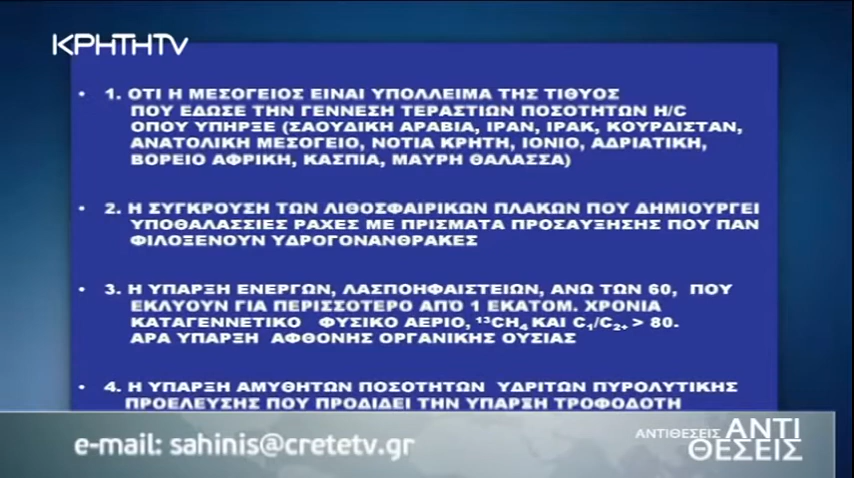 ΚΡΗΤΗTV
• 1. ΟΤΙ Η ΜΕΣΟΓΕΙΟΣ ΕΙΝΑΙ ΥΠΟΛΛΕΙΜΑ ΤΗΣ ΤΙΘΥΟΣ
ΠΟΥ ΕΔΩΣΕ ΤΗΝ ΓΕΝΝΕΣΗ ΤΕΡΑΣΤΙΩΝ ΠΟΣΟΤΗΤΩΝ H/C
ΟΠΟΥ ΥΠΗΡΞΕ (ΣΑΟΥΔΙΚΗ ΑΡΑΒΙΑ, ΙΡΑΝ, ΙΡΑΚ, ΚΟΥΡΔΙΣΤΑΝ,
ΑΝΑΤΟΛΙΚΗ ΜΕΣΟΓΕΙΟ, ΝΟΤΙΑ ΚΡΗΤΗ, ΙΟΝΙΟ, ΑΔΡΙΑΤΙΚΗ,
ΒΟΡΕΙΟ ΑΦΡΙΚΗ, ΚΑΣΠΙΑ, ΜΑΥΡΗ ΘΑΛΑΣΣΑ)
• 2. Η ΣΥΓΚΡΟΥΣΗ ΤΩΝ ΛΙΘΟΣΦΑΙΡΙΚΩΝ ΠΛΑΚΩΝ ΠΟΥ ΔΗΜΙΟΥΡΓΕΙ
ΥΠΟΘΑΛΑΣΣΙΕΣ ΡΑΧΕΣ ΜΕ ΠΡΙΣΜΑΤΑ ΠΡΟΣΑΥΞΗΣΗΣ ΠΟΥ ΠΑΝ
ΦΙΛΟΞΕΝΟΥΝ ΥΔΡΟΓΟΝΑΝΘΡΑΚΕΣ
• 3. Η ΥΠΑΡΞΗ ΕΝΕΡΓΩΝ, ΛΑΣΠΟΗΦΑΙΣΤΕΙΩΝ, ΑΝΩ ΤΩΝ 60, ΠΟΥ
ΕΚΛΥΟΥΝ ΓΙΑ ΠΕΡΙΣΣΟΤΕΡΟ ΑΠΌ 1 ΕΚΑΤΟΜ. ΧΡΟΝΙΑ
ΚΑΤΑΓΕΝΝΕΤΙΚΟ ΦΥΣΙΚΟ ΑΕΡΙΟ, ¹³CH₄ ΚΑΙ C₁/C₂₊ > 80.
ΑΡΑ ΥΠΑΡΞΗ ΑΦΘΟΝΗΣ ΟΡΓΑΝΙΚΗΣ ΟΥΣΙΑΣ
• 4. Η ΥΠΑΡΞΗ ΑΜΥΘΗΤΩΝ ΠΟΣΟΤΗΤΩΝ ΥΔΡΙΤΩΝ ΠΥΡΟΛΥΤΙΚΗΣ
ΠΡΟΕΛΕΥΣΗΣ ΠΟΥ ΠΡΟΔΙΔΕΙ ΤΗΝ ΥΠΑΡΞΗ ΤΡΟΦΟΔΟΤΗ
e-mail: sahinis@cretetv.gr
ΑΝΤΙΘΕΣΕΙΣ ΑΝΤΙ
ΘΕΣΕΙΣ